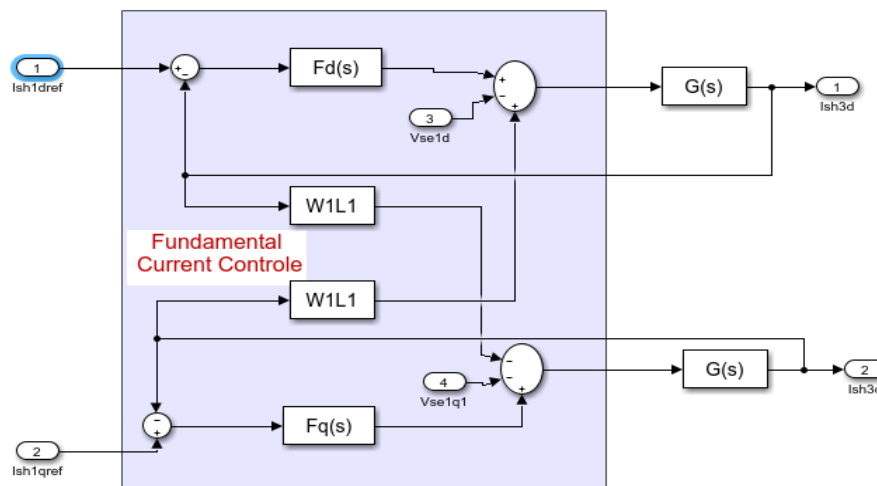 1
Ish1dref
+
−
Fd(s)
+
−
+
3
Vse1d
G(s)
1
Ish3d
W1L1
Fundamental
Current Controle
W1L1
−
−
+
4
Vse1q1
G(s)
2
−
+
Fq(s)
2
Ish1qref